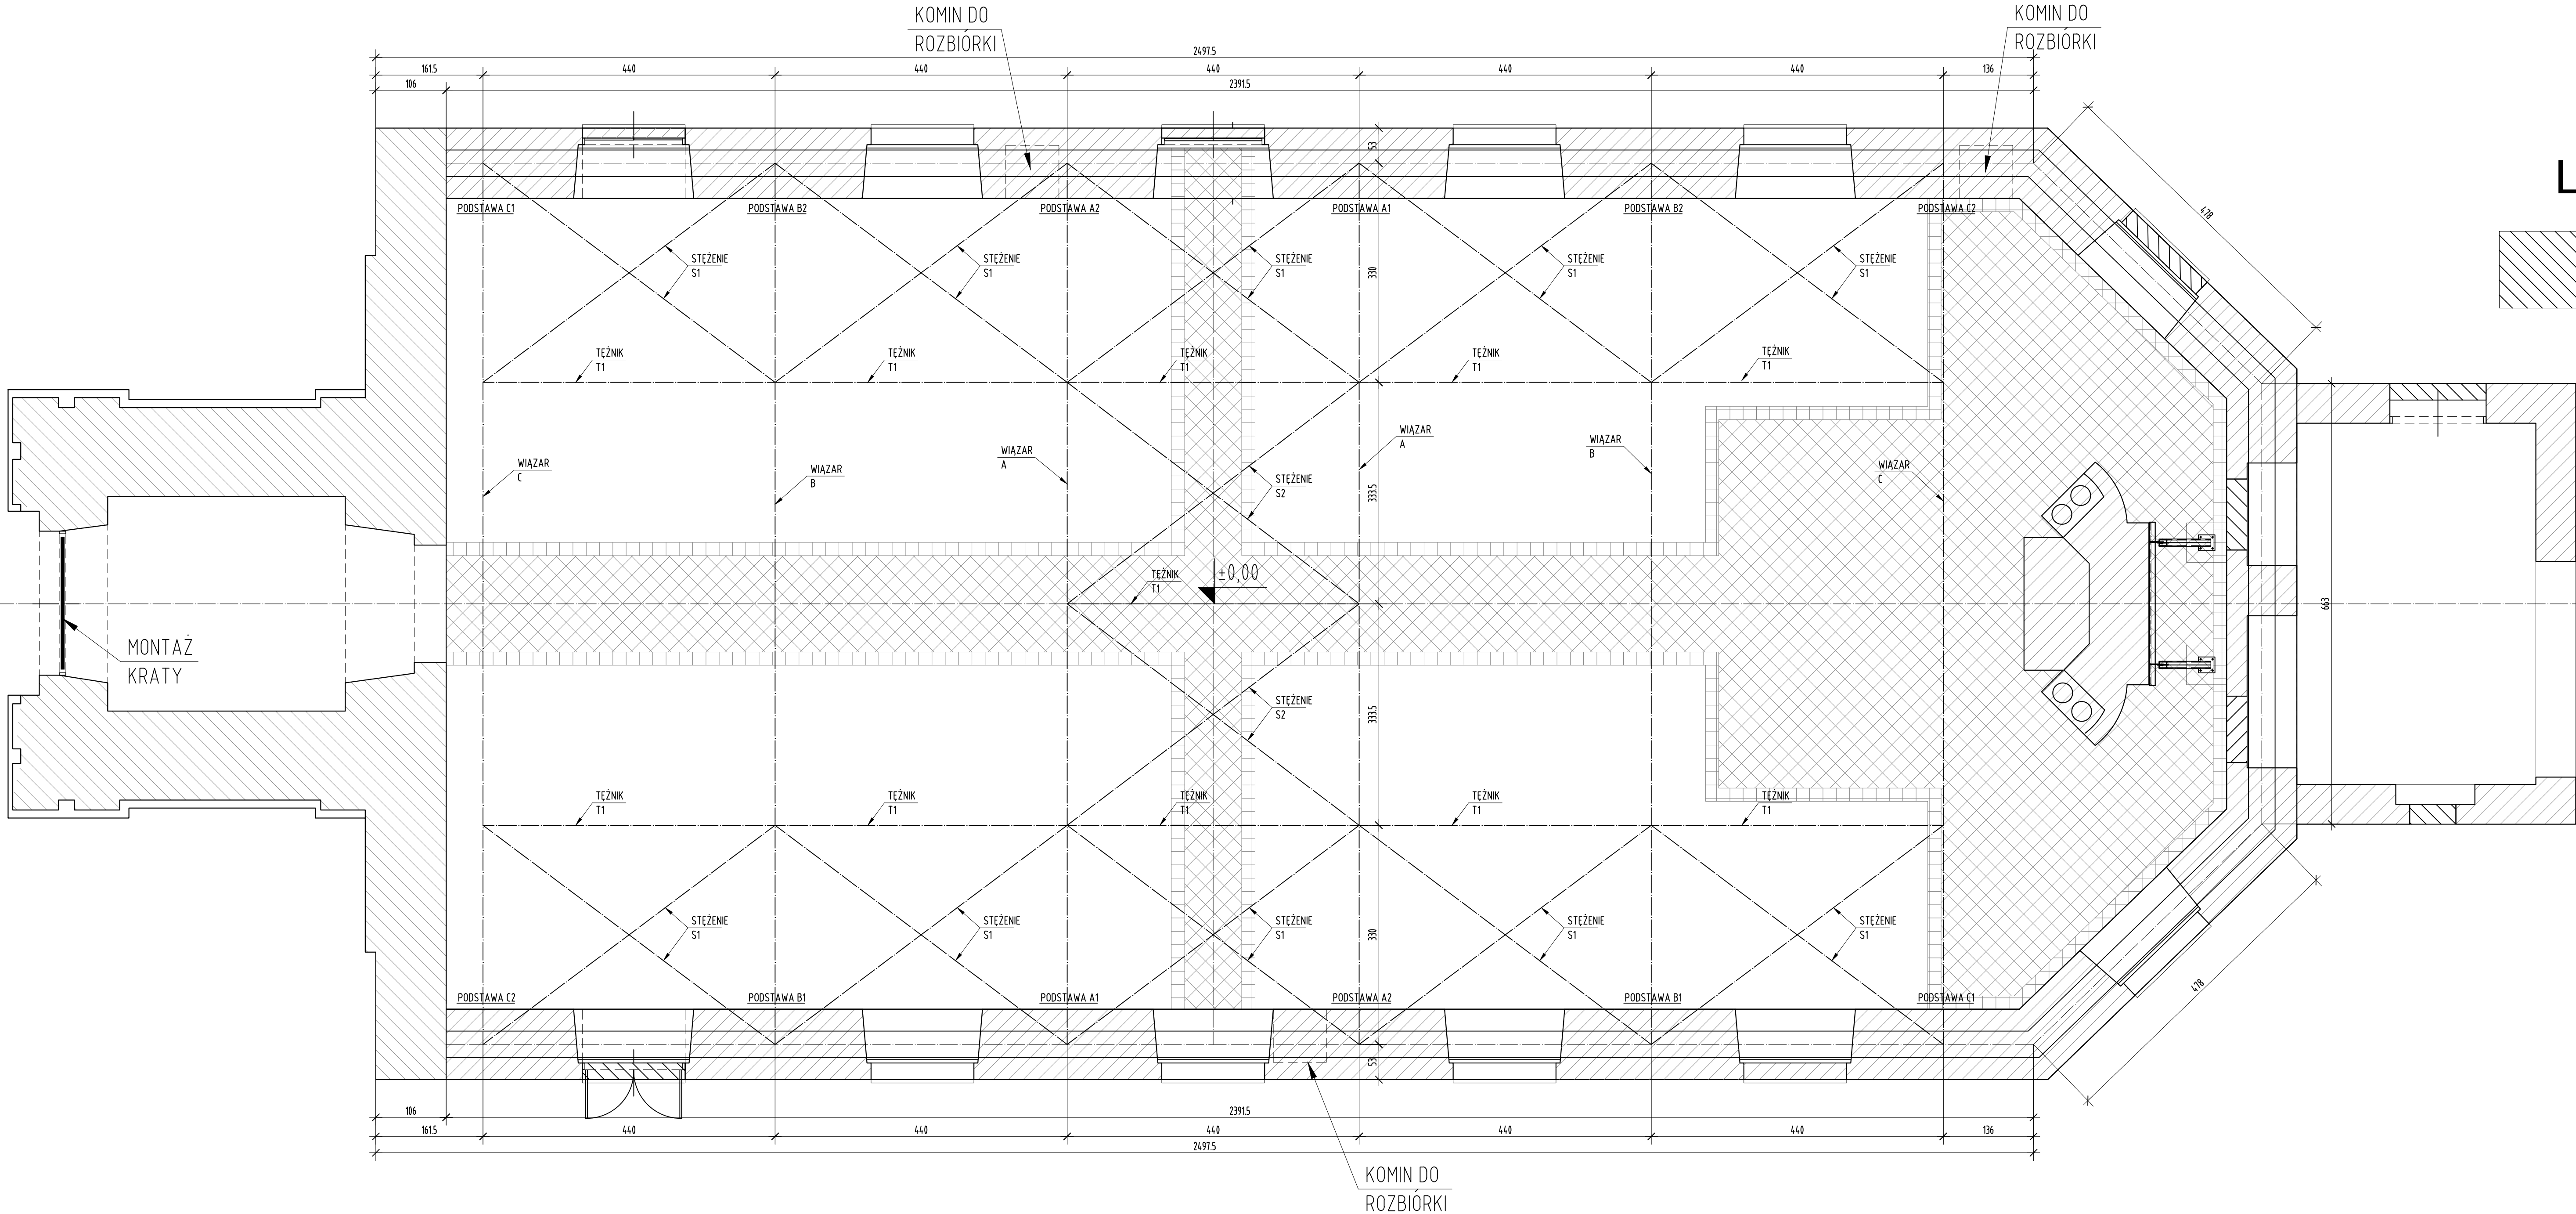 KOMIN DO
ROZBIÓRKI
KOMIN DO
ROZBIÓRKI
2497.5
161.5
440
440
440
440
440
136
106
2391.5
53
478
PODSTAWA C1
PODSTAWA B2
PODSTAWA A2
PODSTAWA A1
PODSTAWA B2
PODSTAWA C2
STĘŻENIE
S1
STĘŻENIE
S1
STĘŻENIE
S1
STĘŻENIE
S1
STĘŻENIE
S1
330
TĘŻNIK
T1
TĘŻNIK
T1
TĘŻNIK
T1
TĘŻNIK
T1
TĘŻNIK
T1
WIĄZAR
C
WIĄZAR
B
WIĄZAR
A
WIĄZAR
A
WIĄZAR
B
WIĄZAR
C
STĘŻENIE
S2
333.5
TĘŻNIK
T1
±0,00
663
MONTAŻ
KRATY
STĘŻENIE
S2
333.5
TĘŻNIK
T1
TĘŻNIK
T1
TĘŻNIK
T1
TĘŻNIK
T1
TĘŻNIK
T1
STĘŻENIE
S1
STĘŻENIE
S1
STĘŻENIE
S1
STĘŻENIE
S1
STĘŻENIE
S1
330
PODSTAWA C2
PODSTAWA B1
PODSTAWA A1
PODSTAWA A2
PODSTAWA B1
PODSTAWA C1
478
53
106
2391.5
161.5
440
440
440
440
440
136
2497.5
KOMIN DO
ROZBIÓRKI